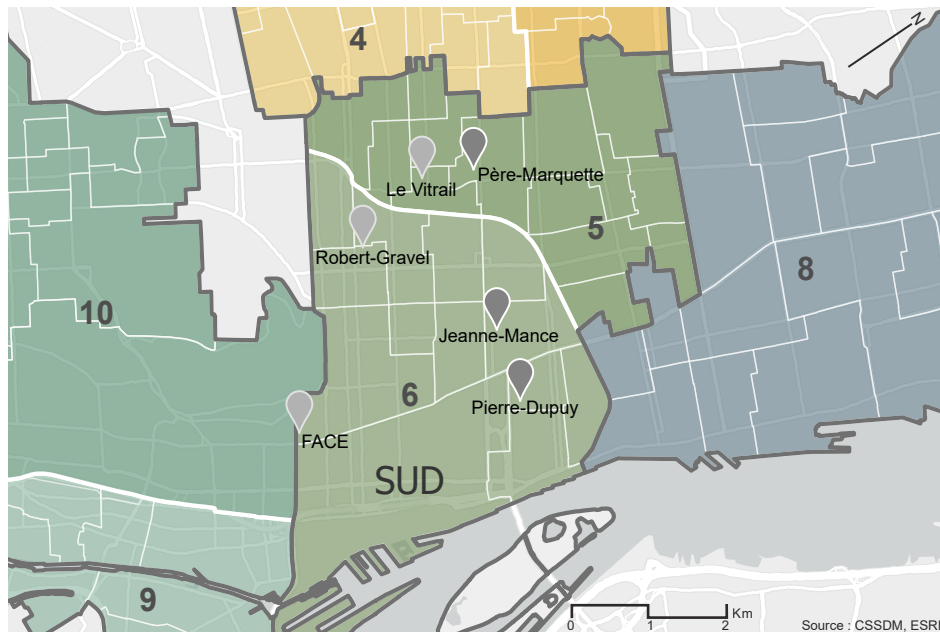 N
4
Le Vitrail
Père-Marquette
5
Robert-Gravel
8
10
Jeanne-Mance
6
Pierre-Dupuy
FACE
SUD
9
Km
0 1 2
Source : CSSDM, ESRI